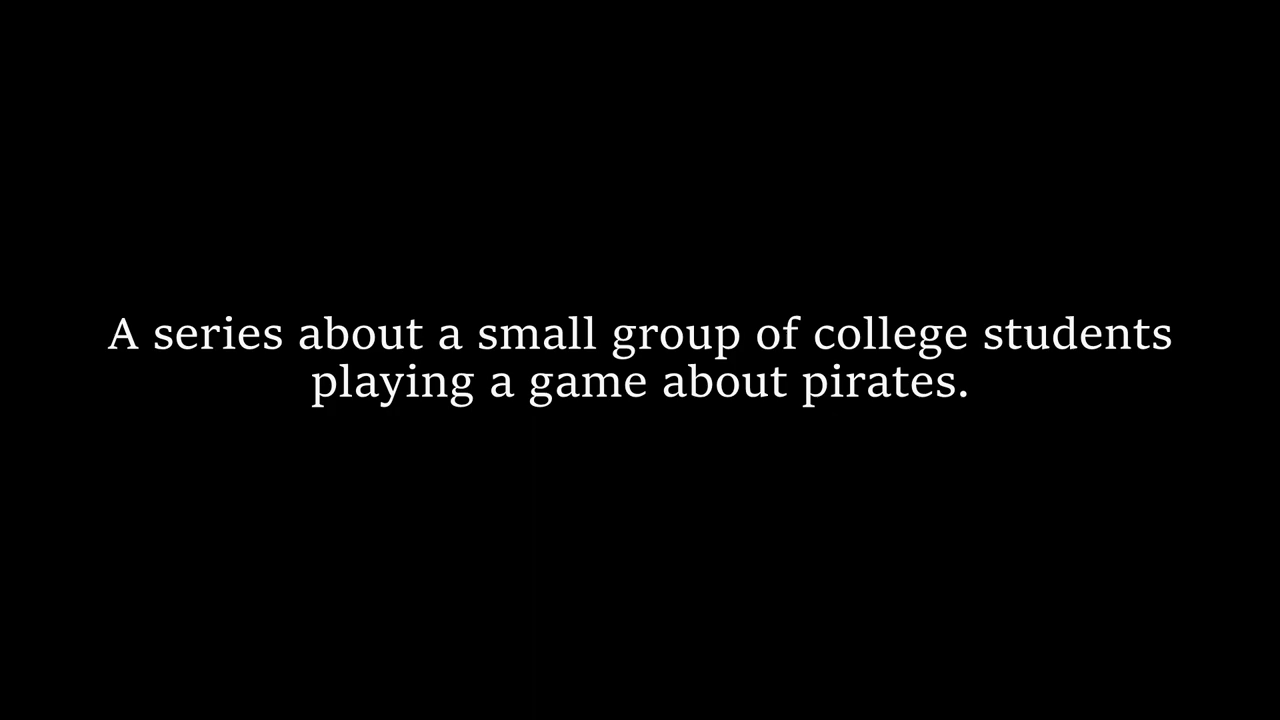 A series about a small group of college students
playing a game about pirates.